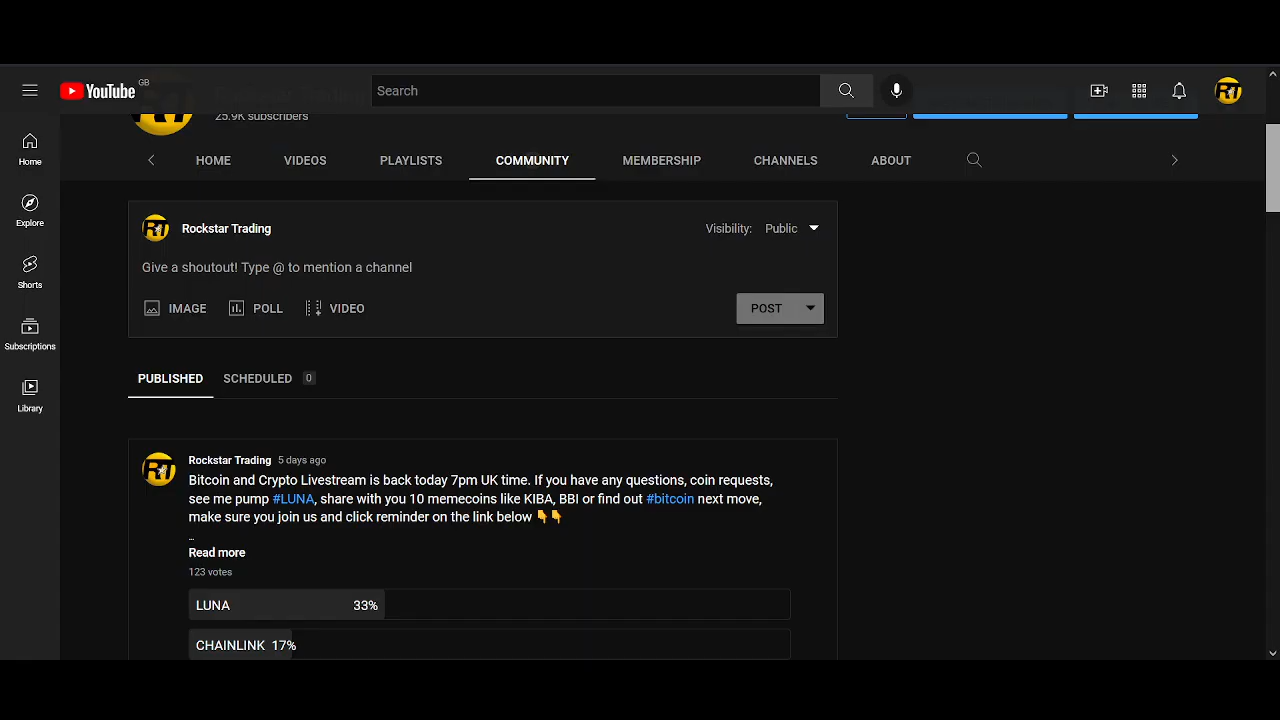 YouTube GB
Search
RT
25.9K subscribers
HOME VIDEOS PLAYLISTS COMMUNITY MEMBERSHIP CHANNELS ABOUT
Home
Explore
Shorts
Subscriptions
Library
RT Rockstar Trading Visibility: Public
Give a shoutout! Type @ to mention a channel
IMAGE POLL VIDEO POST
PUBLISHED SCHEDULED 0
RT Rockstar Trading 5 days ago
Bitcoin and Crypto Livestream is back today 7pm UK time. If you have any questions, coin requests,
see me pump #LUNA, share with you 10 memecoins like KIBA, BBI or find out #bitcoin next move,
make sure you join us and click reminder on the link below 👇👇
...
Read more
123 votes
LUNA 33%
CHAINLINK 17%